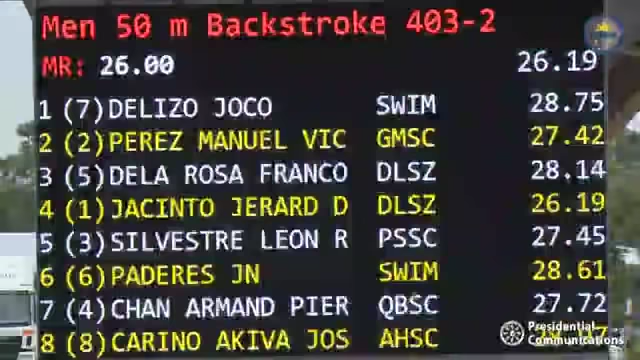 Men 50 m Backstroke 403-2
MR: 26.00 26.19
1 (7) DELIZO JOCO SWIM 28.75
2 (2) PEREZ MANUEL VIC GMSC 27.42
3 (5) DELA ROSA FRANCO DLSZ 28.14
4 (1) JACINTO JERARD D DLSZ 26.19
5 (3) SILVESTRE LEON R PSSC 27.45
6 (6) PADERES JN SWIM 28.61
7 (4) CHAN ARMAND PIER QBSC 27.72
8 (8) CARINO AKIVA JOS AHSC
Presidential
Communications